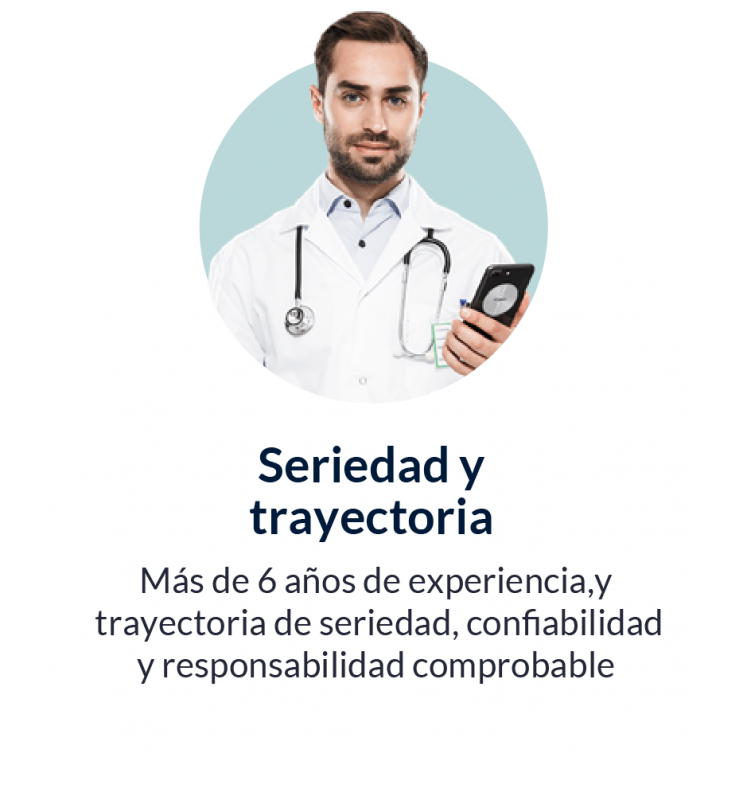 Seriedad y
trayectoria
Más de 6 años de experiencia,y
trayectoria de seriedad, confiabilidad
y responsabilidad comprobable